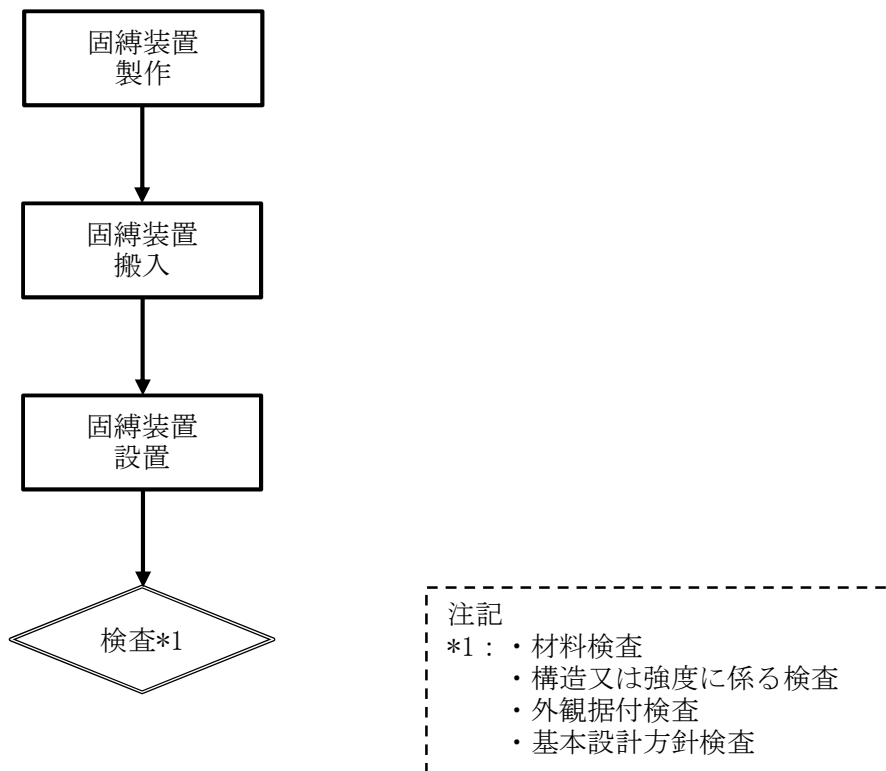 固縛装置
製作
固縛装置
搬入
固縛装置
設置
検査*1
注記
*1：・材料検査
・構造又は強度に係る検査
・外観据付検査
・基本設計方針検査